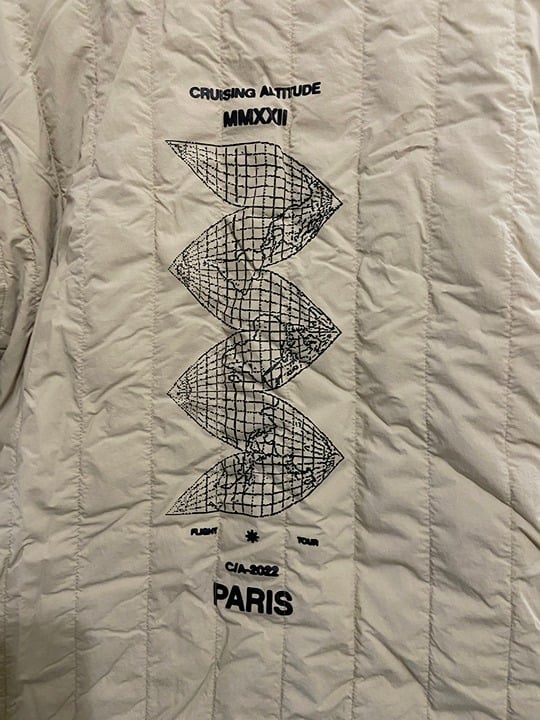 CRUISING ALTITUDE
MMXXII
FLIGHT * TOUR
C/A-2022
PARIS